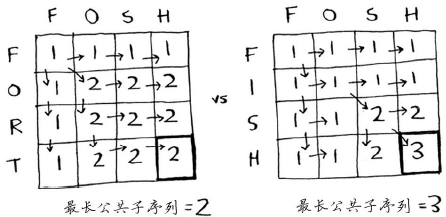 F O S H
F 1 1 1 1
O 1 2 2 2
R 1 2 2 2
T 1 2 2 2
最长公共子序列=2
vs
F O S H
F 1 1 1 1
I 1 1 1 1
S 1 1 2 2
H 1 1 2 3
最长公共子序列=3